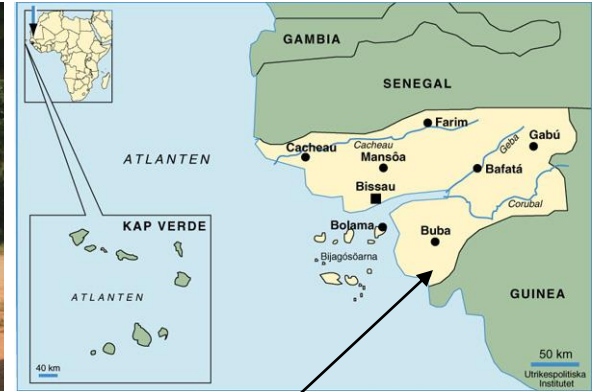 GAMBIA
SENEGAL
Farim
Cacheau
Cacheau
Gabú
Geba
Mansôa
Bafatá
ATLANTEN
Bissau
Corubal
KAP VERDE
Bolama
Buba
Bijagósöarna
ATLANTEN
GUINEA
40 km
50 km
Utrikespolitiska
Institutet